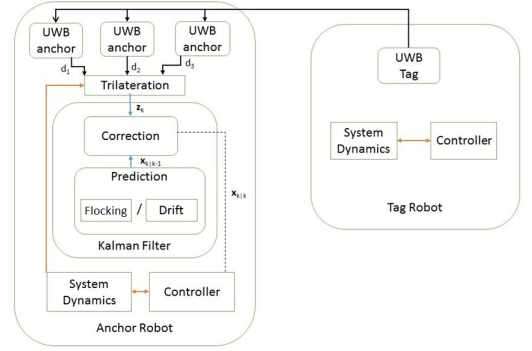 UWB
anchor
UWB
anchor
UWB
anchor
d1
d2
d3
Trilateration
zk
Correction
xk|k-1
Prediction
Flocking / Drift
Kalman Filter
xk|k
System
Dynamics
Controller
Anchor Robot
UWB
Tag
System
Dynamics
Controller
Tag Robot